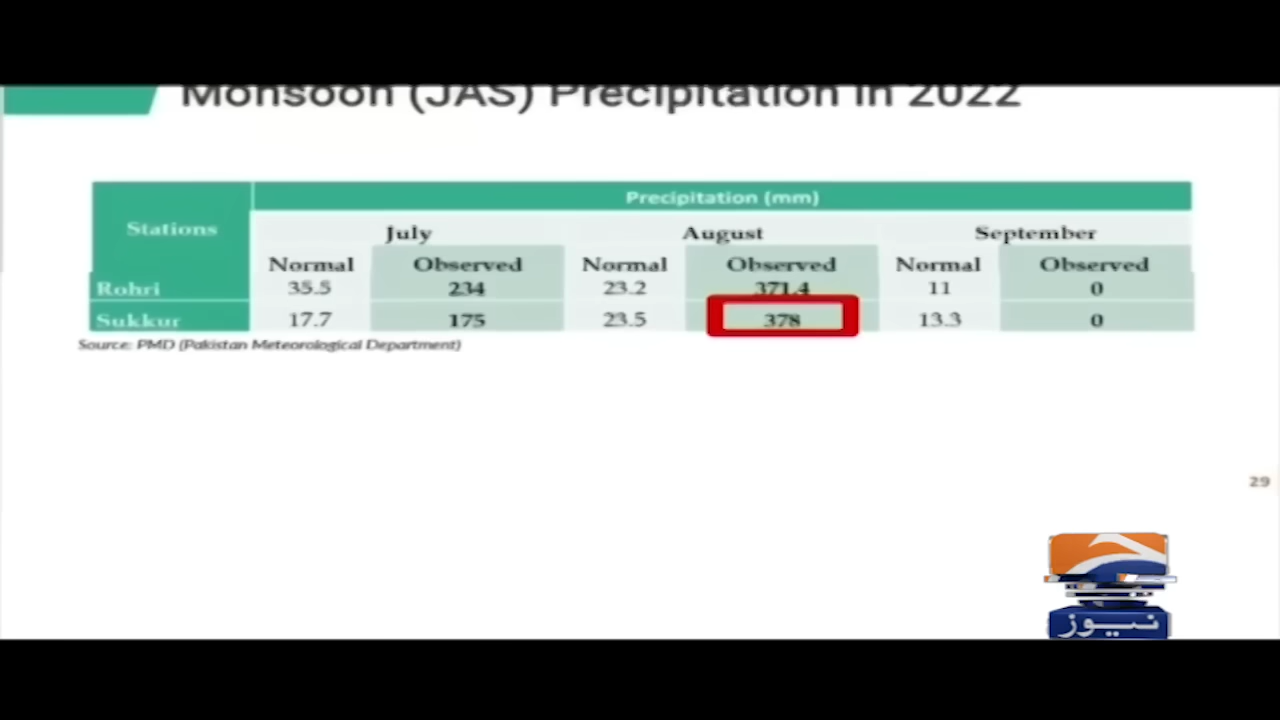 Monsoon (JAS) Precipitation in 2022
Precipitation (mm)
Stations
July August September
Normal Observed Normal Observed Normal Observed
Rohri 35.5 234 23.2 371.4 11 0
Sukkur 17.7 175 23.5 378 13.3 0
Source: PMD (Pakistan Meteorological Department)
29
نیوز